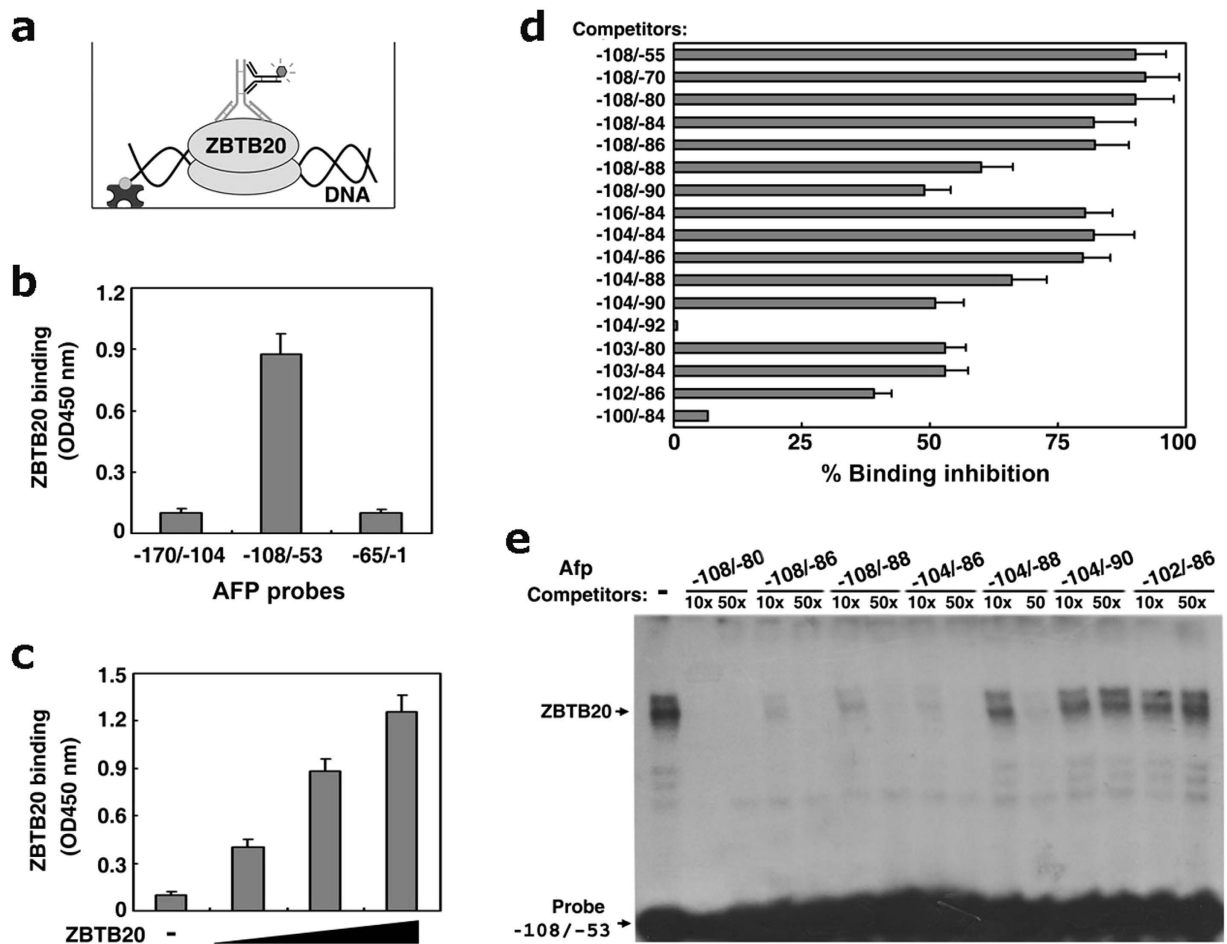 a
ZBTB20
DNA
b
ZBTB20 binding
(OD450 nm)
1.2
0.9
0.6
0.3
0
-170/-104
-108/-53
-65/-1
AFP probes
c
ZBTB20 binding
(OD450 nm)
1.5
1.2
0.9
0.6
0.3
0
ZBTB20
-
d
Competitors:
-108/-55
-108/-70
-108/-80
-108/-84
-108/-86
-108/-88
-108/-90
-106/-84
-104/-84
-104/-86
-104/-88
-104/-90
-104/-92
-103/-80
-103/-84
-102/-86
-100/-84
0
25
50
75
100
% Binding inhibition
e
Afp
Competitors:
-
-108/-80
-108/-86
-108/-88
-104/-86
-104/-88
-104/-90
-102/-86
10x 50x 10x 50x 10x 50x 10x 50x 10x 50 10x 50x 10x 50x
ZBTB20
Probe
-108/-53